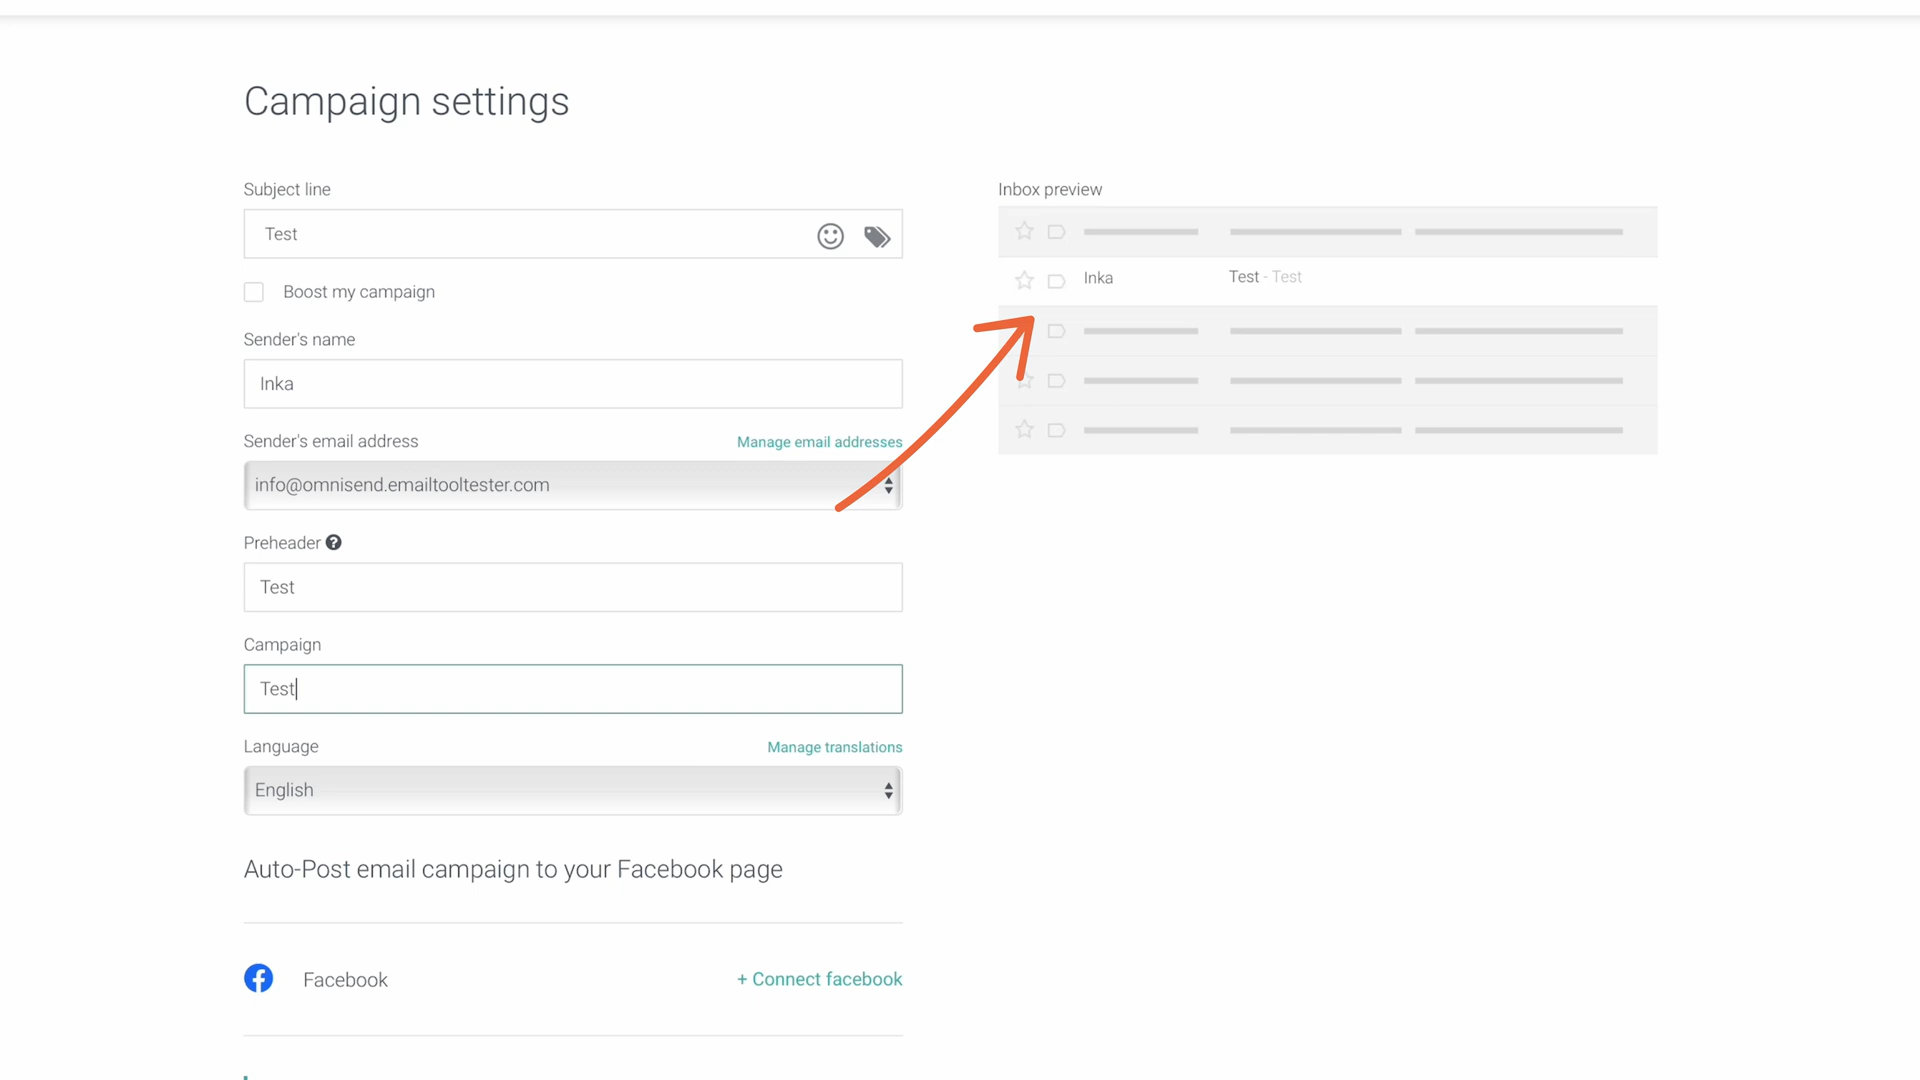 Campaign settings
Subject line
Test
Boost my campaign
Sender's name
Inka
Sender's email address
Manage email addresses
info@omnisend.emailtooltester.com
Preheader ?
Test
Campaign
Test
Language
Manage translations
English
Auto-Post email campaign to your Facebook page
Facebook
+ Connect facebook
Inbox preview
Inka
Test - Test